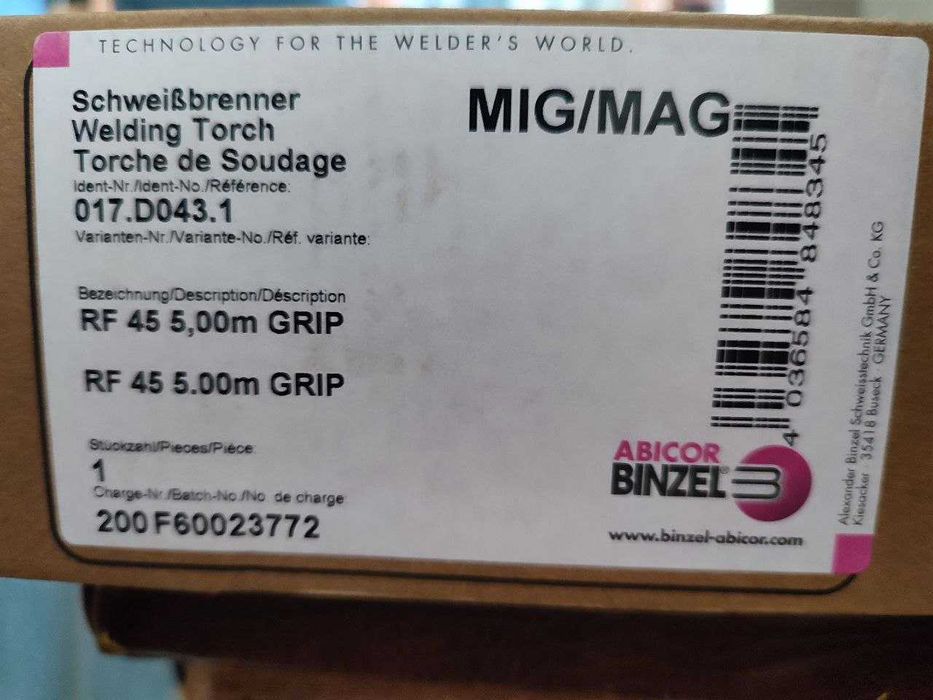 TECHNOLOGY FOR THE WELDER'S WORLD.
Schweißbrenner
Welding Torch
Torche de Soudage
MIG/MAG
Ident-Nr./Ident-No./Référence:
017.D043.1
Varianten-Nr./Variante-No./Réf. variante:
Bezeichnung/Description/Déscription
RF 45 5,00m GRIP
RF 45 5.00m GRIP
Stückzahl/Pieces/Pièce:
1
Charge-Nr./Batch-No./No de charge
200F60023772
4 036584 848345
ABICOR
BINZEL®
www.binzel-abicor.com
Alexander Binzel Schweisstechnik GmbH & Co. KG
Kiesacker · 35418 Buseck · GERMANY